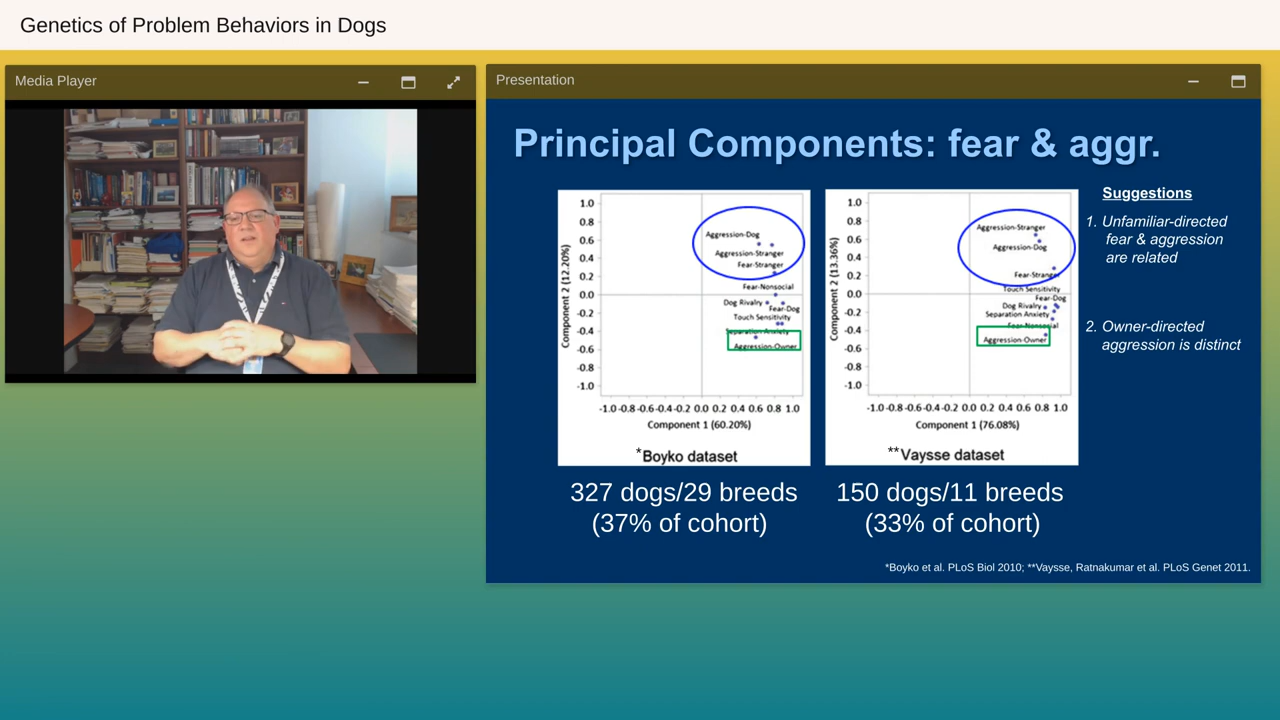 Genetics of Problem Behaviors in Dogs
Media Player
Presentation
Principal Components: fear & aggr.
1.0
0.8
0.6
0.4
0.2
0.0
-0.2
-0.4
-0.6
-0.8
-1.0
Component 2 (12.20%)
Aggression-Dog
Aggression-Stranger
Fear-Stranger
Fear-Nonsocial
Dog Rivalry
Fear-Dog
Touch Sensitivity
Separation Anxiety
Aggression-Owner
-1.0 -0.8 -0.6 -0.4 -0.2 0.0 0.2 0.4 0.6 0.8 1.0
Component 1 (60.20%)
*Boyko dataset
1.0
0.8
0.6
0.4
0.2
0.0
-0.2
-0.4
-0.6
-0.8
-1.0
Component 2 (13.36%)
Aggression-Stranger
Aggression-Dog
Fear-Stranger
Touch Sensitivity
Fear-Dog
Dog Rivalry
Separation Anxiety
Fear-Nonsocial
Aggression-Owner
-1.0 -0.8 -0.6 -0.4 -0.2 0.0 0.2 0.4 0.6 0.8 1.0
Component 1 (76.08%)
**Vaysse dataset
Suggestions
1. Unfamiliar-directed
fear & aggression
are related
2. Owner-directed
aggression is distinct
327 dogs/29 breeds
(37% of cohort)
150 dogs/11 breeds
(33% of cohort)
*Boyko et al. PLoS Biol 2010; **Vaysse, Ratnakumar et al. PLoS Genet 2011.